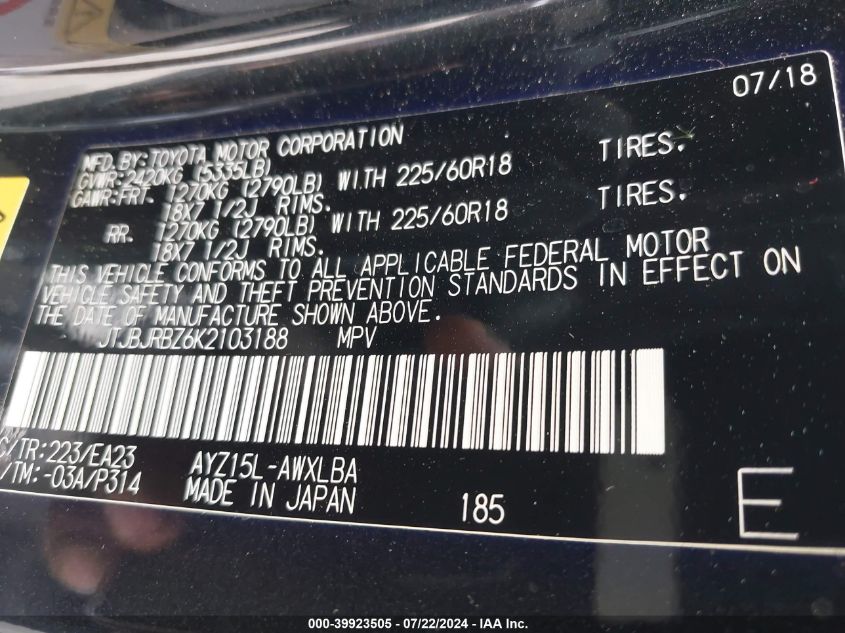 07/18
MFD.BY:TOYOTA MOTOR CORPORATION
GVWR:2420KG (5335LB)
GAWR:FRT. 1270KG (2790LB) WITH 225/60R18 TIRES.
18X7 1/2J RIMS.
RR. 1270KG (2790LB) WITH 225/60R18 TIRES.
18X7 1/2J RIMS.
THIS VEHICLE CONFORMS TO ALL APPLICABLE FEDERAL MOTOR
VEHICLE SAFETY AND THEFT PREVENTION STANDARDS IN EFFECT ON
THE DATE OF MANUFACTURE SHOWN ABOVE.
JTJBJRBZ6K2103188 MPV
C/TR:223/EA23 AYZ15L-AWXLBA
/TM:-03A/P314 MADE IN JAPAN 185 E
000-39923505 - 07/22/2024 - IAA Inc.